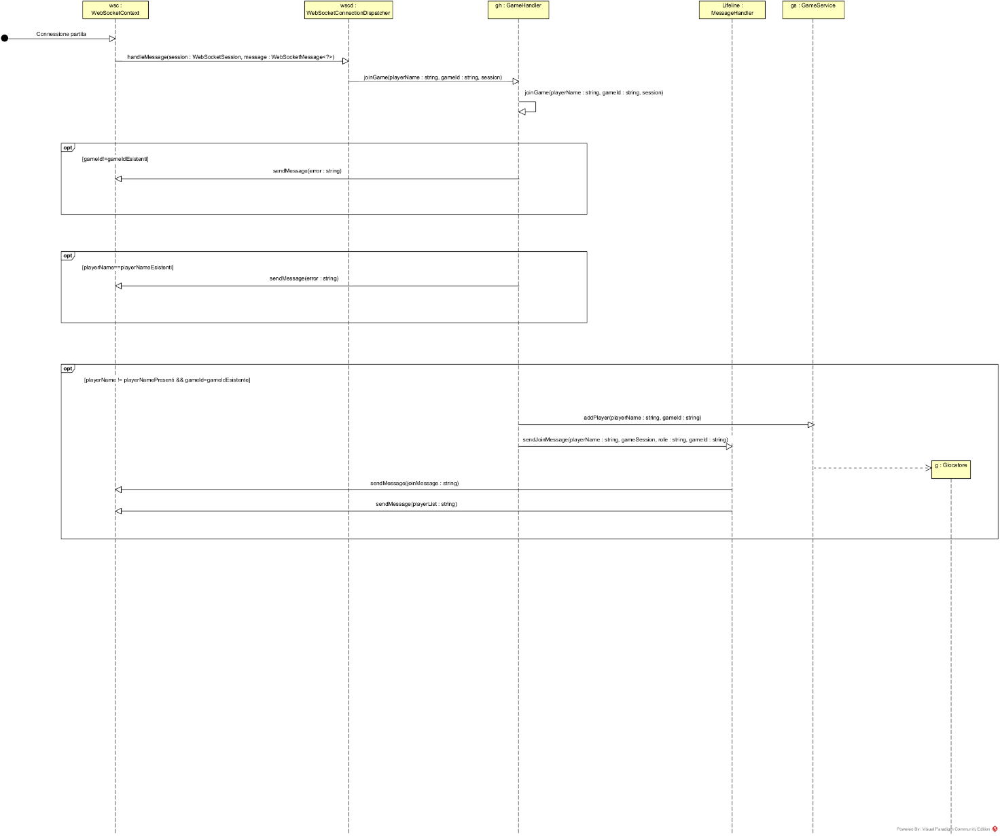 wsc :
WebSocketContext
wscd :
WebSocketConnectionDispatcher
gh : GameHandler
Lifeline :
MessageHandler
gs : GameService
Connessione partita
handleMessage(session : WebSocketSession, message : WebSocketMessage<?>)
joinGame(playerName : string, gameId : string, session)
joinGame(playerName : string, gameId : string, session)
opt
[gameId!=gameIdEsistenti]
sendMessage(error : string)
opt
[playerName==playerNameEsistenti]
sendMessage(error : string)
opt
[playerName != playerNamePresenti && gameId=gameIdEsistente]
addPlayer(playerName : string, gameId : string)
sendJoinMessage(playerName : string, gameSession, role : string, gameId : string)
g : Giocatore
sendMessage(joinMessage : string)
sendMessage(playerList : string)
Powered By: Visual Paradigm Community Edition